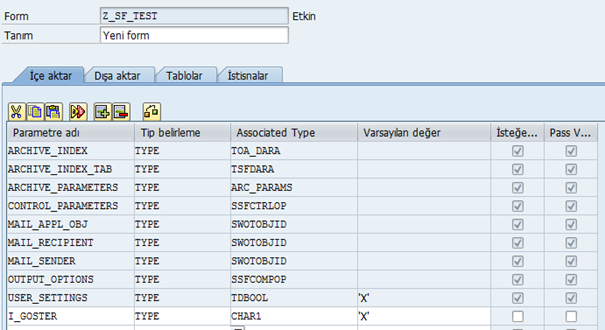 Form Z_SF_TEST Etkin
Tanım Yeni form
İçe aktar Dışa aktar Tablolar İstisnalar
Parametre adı Tip belirleme Associated Type Varsayılan değer İsteğe... Pass V...
ARCHIVE_INDEX TYPE TOA_DARA
ARCHIVE_INDEX_TAB TYPE TSFDARA
ARCHIVE_PARAMETERS TYPE ARC_PARAMS
CONTROL_PARAMETERS TYPE SSFCTRLOP
MAIL_APPL_OBJ TYPE SWOTOBJID
MAIL_RECIPIENT TYPE SWOTOBJID
MAIL_SENDER TYPE SWOTOBJID
OUTPUT_OPTIONS TYPE SSFCOMPOP
USER_SETTINGS TYPE TDBOOL 'X'
I_GOSTER TYPE CHAR1 'X'